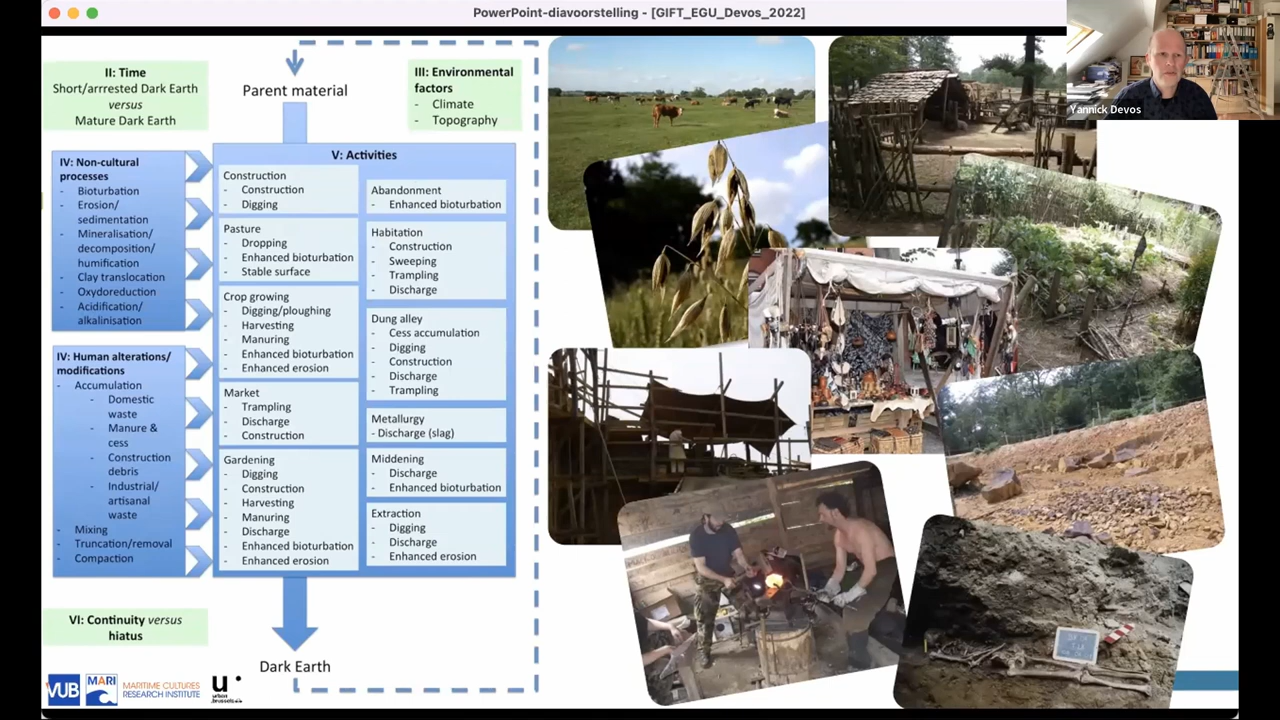 PowerPoint-diavoorstelling - [GIFT_EGU_Devos_2022]
Yannick Devos
II: Time
Short/arrested Dark Earth
versus
Mature Dark Earth
Parent material
III: Environmental
factors
- Climate
- Topography
IV: Non-cultural
processes
- Bioturbation
- Erosion/
sedimentation
- Mineralisation/
decomposition/
humification
- Clay translocation
- Oxydoreduction
- Acidification/
alkalinisation
IV: Human alterations/
modifications
- Accumulation
- Domestic
waste
- Manure &
cess
- Construction
debris
- Industrial/
artisanal
waste
- Mixing
- Truncation/removal
- Compaction
V: Activities
Construction
- Construction
- Digging
Pasture
- Dropping
- Enhanced bioturbation
- Stable surface
Crop growing
- Digging/ploughing
- Harvesting
- Manuring
- Enhanced bioturbation
- Enhanced erosion
Market
- Trampling
- Discharge
- Construction
Gardening
- Digging
- Construction
- Harvesting
- Manuring
- Discharge
- Enhanced bioturbation
- Enhanced erosion
Abandonment
- Enhanced bioturbation
Habitation
- Construction
- Sweeping
- Trampling
- Discharge
Dung alley
- Cess accumulation
- Digging
- Construction
- Discharge
- Trampling
Metallurgy
- Discharge (slag)
Middening
- Discharge
- Enhanced bioturbation
Extraction
- Digging
- Discharge
- Enhanced erosion
VI: Continuity versus
hiatus
Dark Earth
VUB
MARI
MARITIME CULTURES
RESEARCH INSTITUTE
u
urban
.brussels